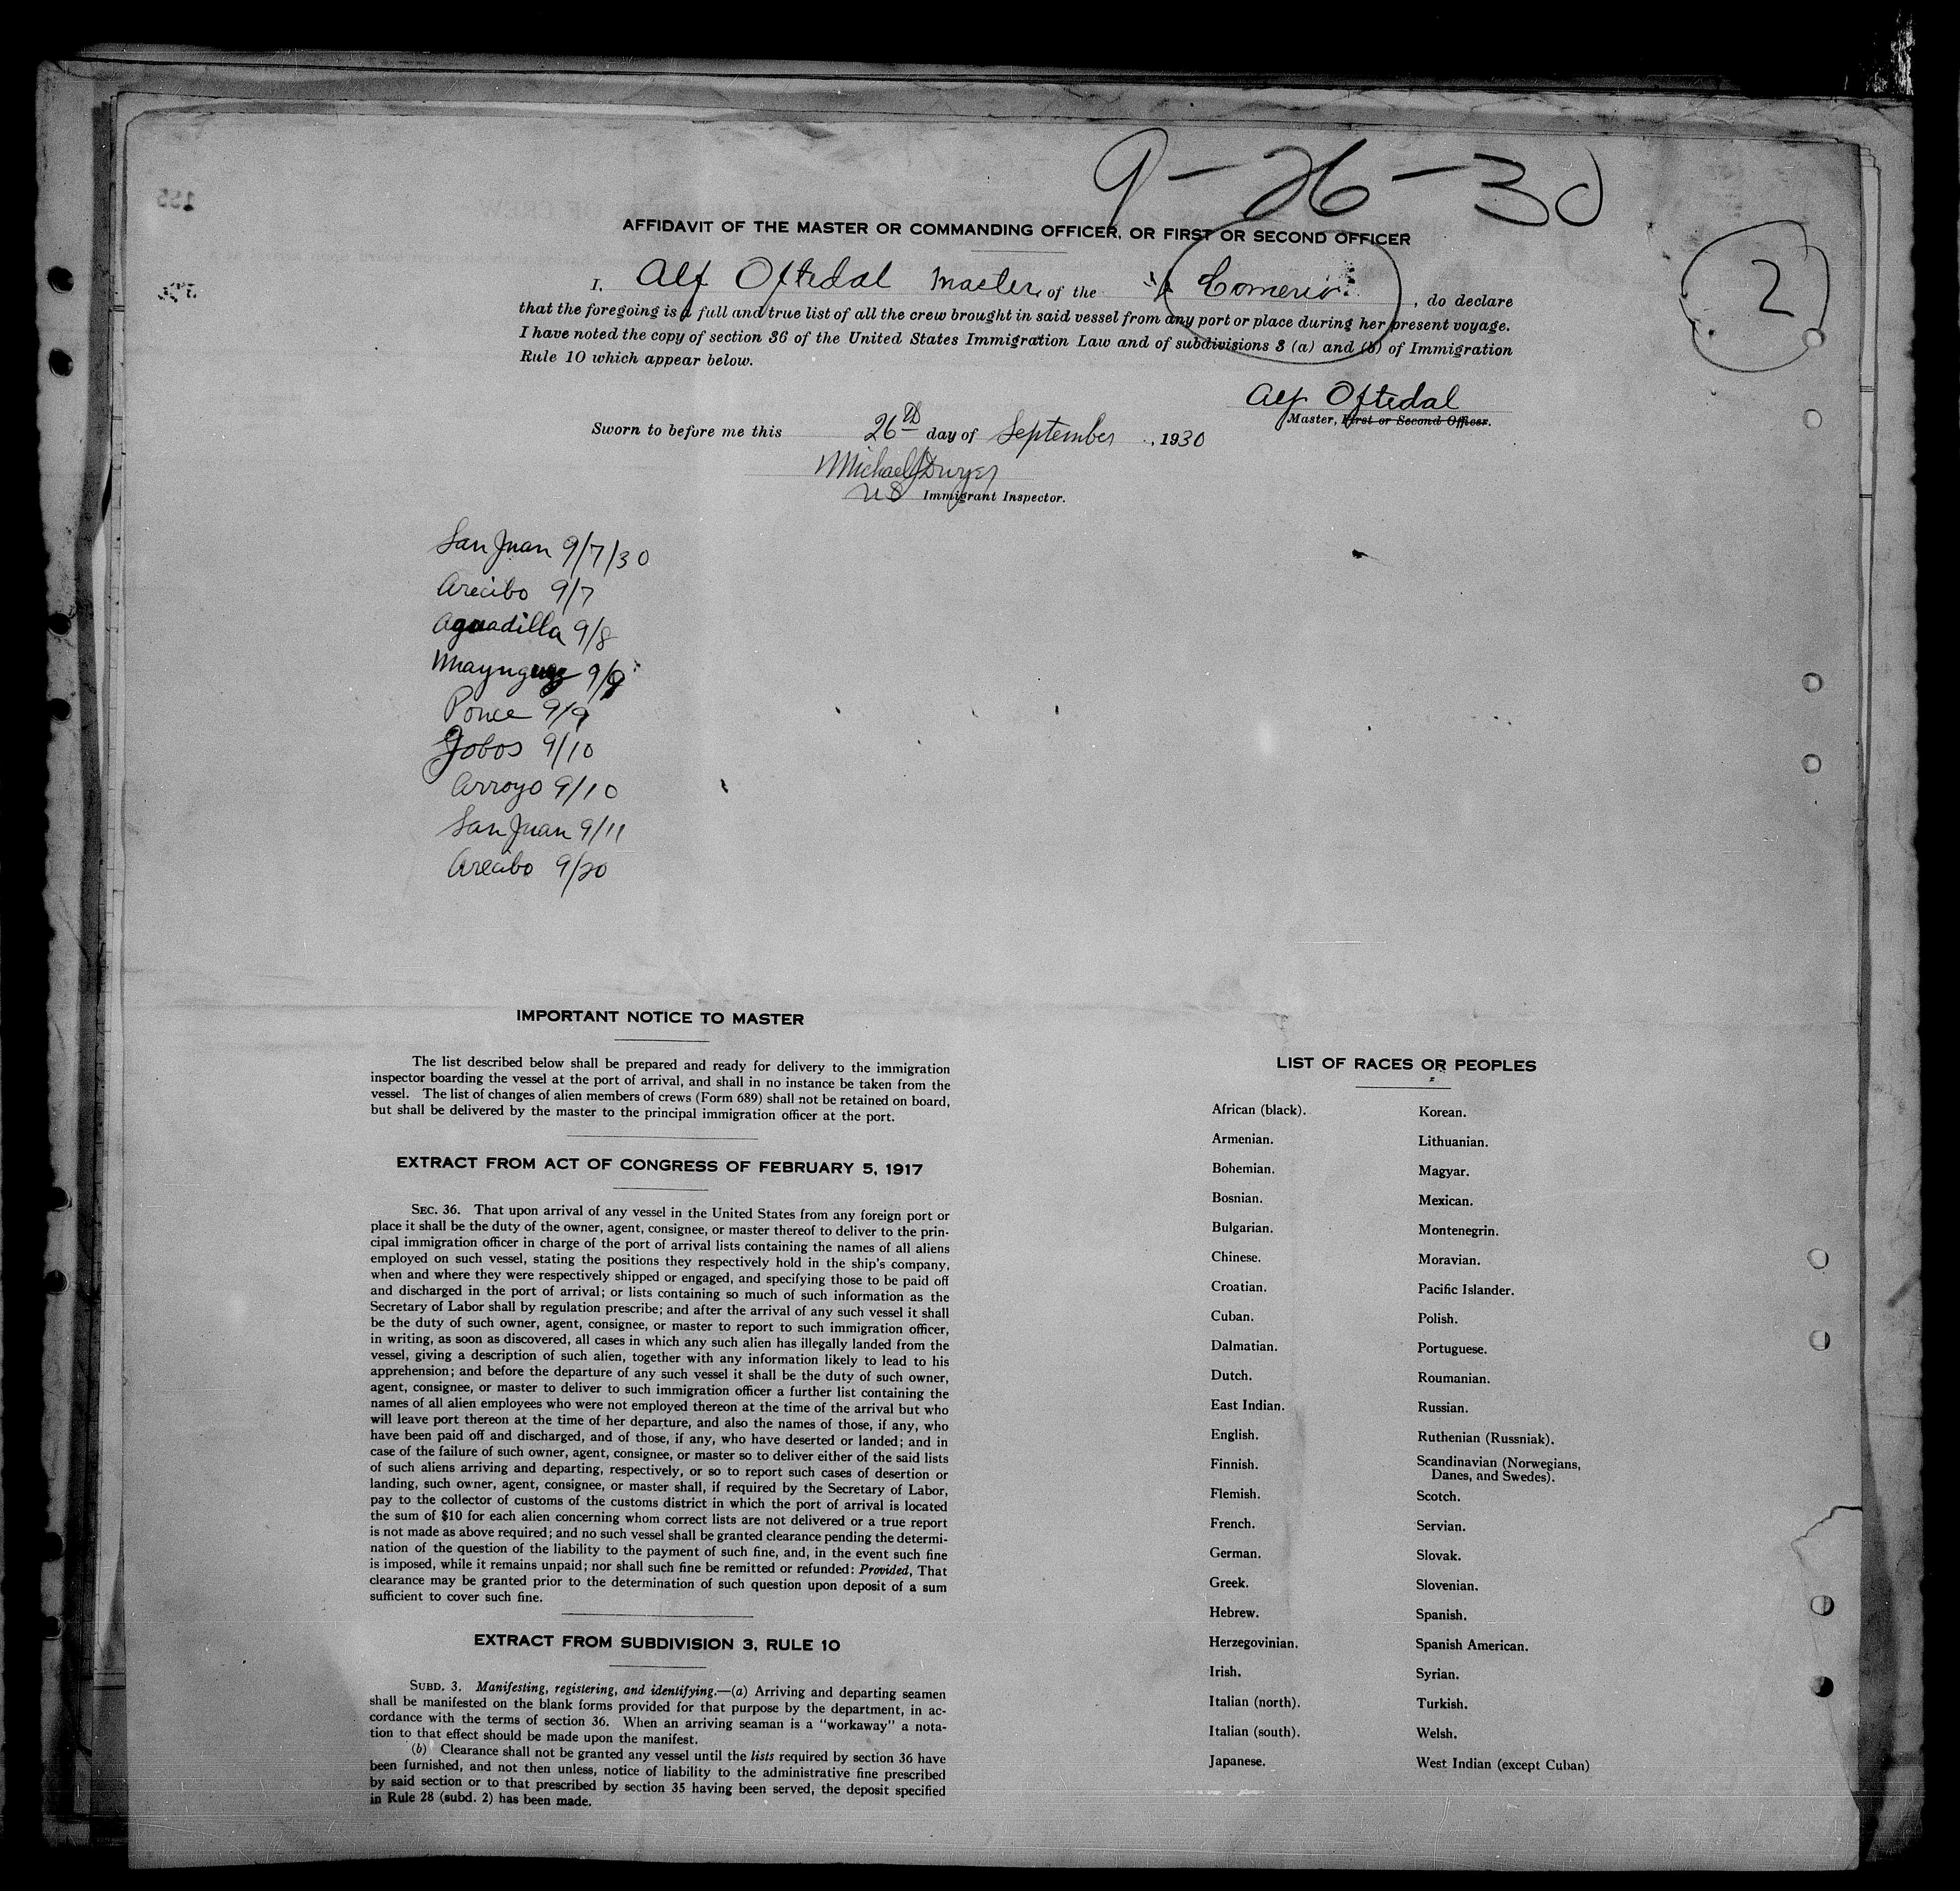 9-26-30
2
AFFIDAVIT OF THE MASTER OR COMMANDING OFFICER, OR FIRST OR SECOND OFFICER
I, Alf Oftedal Master, of the Comerio, do declare
that the foregoing is a full and true list of all the crew brought in said vessel from any port or place during her present voyage.
I have noted the copy of section 36 of the United States Immigration Law and of subdivisions 3 (a) and (b) of Immigration
Rule 10 which appear below.
Alf Oftedal
Master, First or Second Officer.
Sworn to before me this 26th day of September, 1930
Michael J Dwyer
US Immigrant Inspector.
San Juan 9/7/30
Arecibo 9/7
Aguadilla 9/8
Mayaguez 9/9
Ponce 9/9
Jobos 9/10
Arroyo 9/10
San Juan 9/11
Arecibo 9/20
IMPORTANT NOTICE TO MASTER
The list described below shall be prepared and ready for delivery to the immigration
inspector boarding the vessel at the port of arrival, and shall in no instance be taken from the
vessel. The list of changes of alien members of crews (Form 689) shall not be retained on board,
but shall be delivered by the master to the principal immigration officer at the port.
EXTRACT FROM ACT OF CONGRESS OF FEBRUARY 5, 1917
SEC. 36. That upon arrival of any vessel in the United States from any foreign port or
place it shall be the duty of the owner, agent, consignee, or master thereof to deliver to the prin-
cipal immigration officer in charge of the port of arrival lists containing the names of all aliens
employed on such vessel, stating the positions they respectively hold in the ship's company,
when and where they were respectively shipped or engaged, and specifying those to be paid off
and discharged in the port of arrival; or lists containing so much of such information as the
Secretary of Labor shall by regulation prescribe; and after the arrival of any such vessel it shall
be the duty of such owner, agent, consignee, or master to report to such immigration officer,
in writing, as soon as discovered, all cases in which any such alien has illegally landed from the
vessel, giving a description of such alien, together with any information likely to lead to his
apprehension; and before the departure of any such vessel it shall be the duty of such owner,
agent, consignee, or master to deliver to such immigration officer a further list containing the
names of all alien employees who were not employed thereon at the time of the arrival but who
will leave port thereon at the time of her departure, and also the names of those, if any, who
have been paid off and discharged, and of those, if any, who have deserted or landed; and in
case of the failure of such owner, agent, consignee, or master so to deliver either of the said lists
of such aliens arriving and departing, respectively, or so to report such cases of desertion or
landing, such owner, agent, consignee, or master shall, if required by the Secretary of Labor,
pay to the collector of customs of the customs district in which the port of arrival is located
the sum of $10 for each alien concerning whom correct lists are not delivered or a true report
is not made as above required; and no such vessel shall be granted clearance pending the determi-
nation of the question of the liability to the payment of such fine, and, in the event such fine
is imposed, while it remains unpaid; nor shall such fine be remitted or refunded: Provided, That
clearance may be granted prior to the determination of such question upon deposit of a sum
sufficient to cover such fine.
EXTRACT FROM SUBDIVISION 3, RULE 10
SUBD. 3. Manifesting, registering, and identifying.—(a) Arriving and departing seamen
shall be manifested on the blank forms provided for that purpose by the department, in ac-
cordance with the terms of section 36. When an arriving seaman is a "workaway" a nota-
tion to that effect should be made upon the manifest.
(b) Clearance shall not be granted any vessel until the lists required by section 36 have
been furnished, and not then unless, notice of liability to the administrative fine prescribed
by said section or to that prescribed by section 35 having been served, the deposit specified
in Rule 28 (subd. 2) has been made.
LIST OF RACES OR PEOPLES
African (black).
Armenian.
Bohemian.
Bosnian.
Bulgarian.
Chinese.
Croatian.
Cuban.
Dalmatian.
Dutch.
East Indian.
English.
Finnish.
Flemish.
French.
German.
Greek.
Hebrew.
Herzegovinian.
Irish.
Italian (north).
Italian (south).
Japanese.
Korean.
Lithuanian.
Magyar.
Mexican.
Montenegrin.
Moravian.
Pacific Islander.
Polish.
Portuguese.
Roumanian.
Russian.
Ruthenian (Russniak).
Scandinavian (Norwegians,
Danes, and Swedes).
Scotch.
Servian.
Slovak.
Slovenian.
Spanish.
Spanish American.
Syrian.
Turkish.
Welsh.
West Indian (except Cuban)